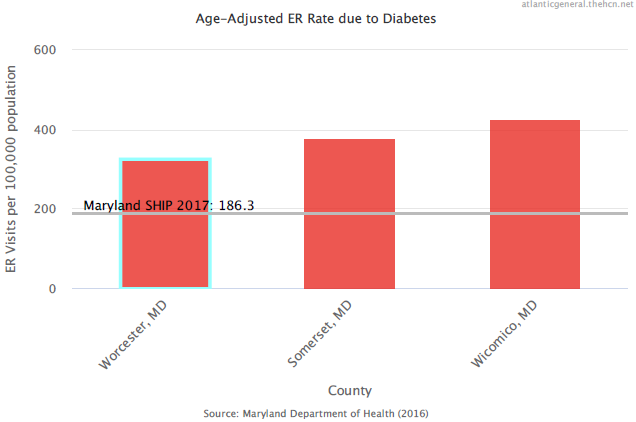 atlanticgeneral.thehcn.net
Age-Adjusted ER Rate due to Diabetes
ER Visits per 100,000 population
600
400
200
0
Maryland SHIP 2017: 186.3
Worcester, MD
Somerset, MD
Wicomico, MD
County
Source: Maryland Department of Health (2016)